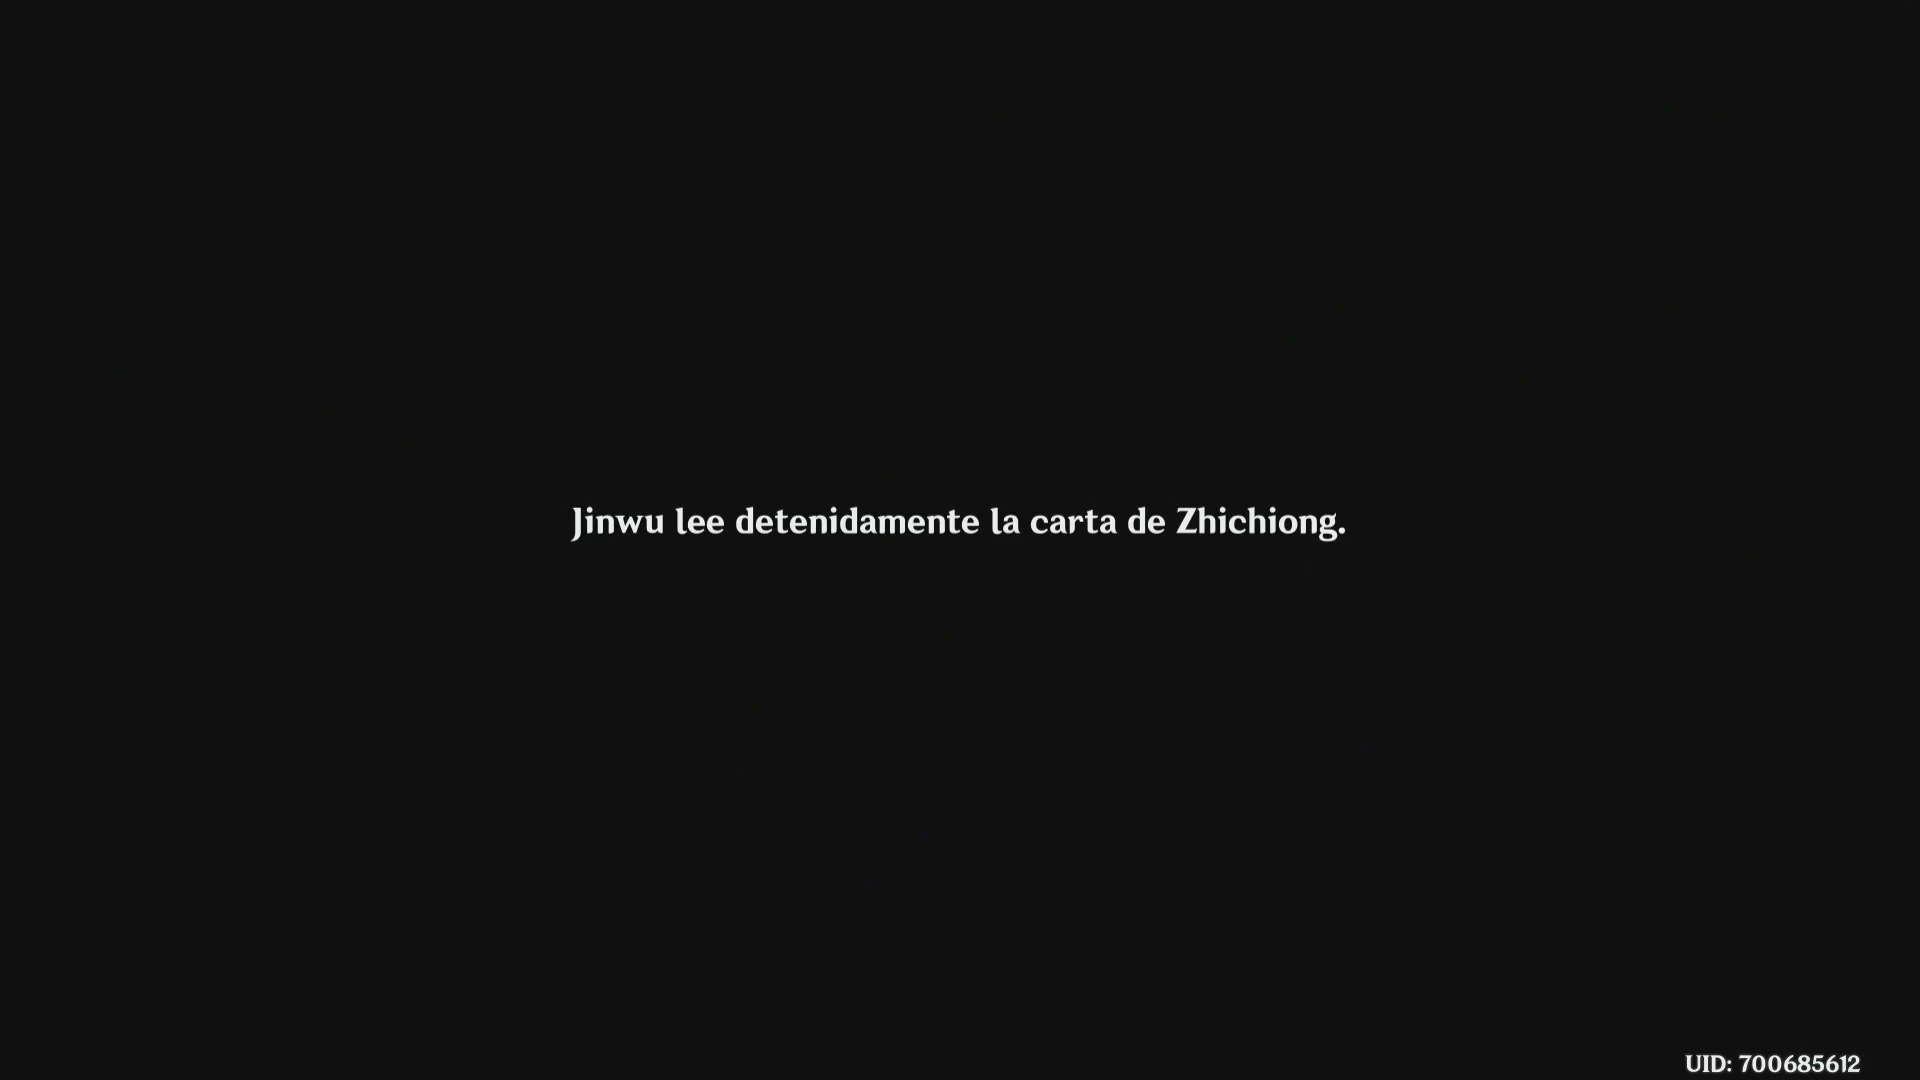 Jinwu lee detenidamente la carta de Zhichiong.
UID: 700685612